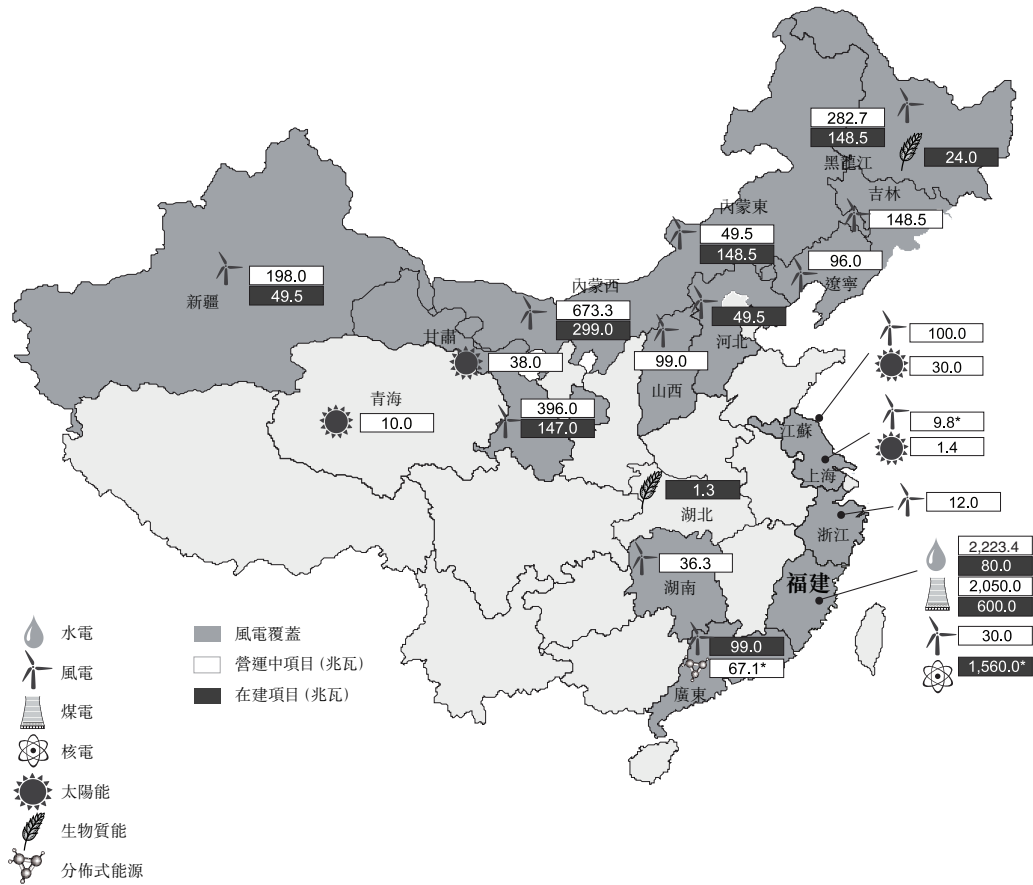 282.7
148.5
黑龍江
24.0
吉林
148.5
內蒙東
49.5
148.5
96.0
遼寧
198.0
49.5
新疆
內蒙西
673.3
299.0
49.5
河北
甘肅
38.0
99.0
山西
100.0
30.0
青海
10.0
396.0
147.0
江蘇
9.8*
1.4
上海
1.3
湖北
12.0
浙江
36.3
湖南
福建
2,223.4
80.0
2,050.0
600.0
30.0
1,560.0*
99.0
67.1*
廣東
水電
風電
煤電
核電
太陽能
生物質能
分佈式能源
風電覆蓋
營運中項目 (兆瓦)
在建項目 (兆瓦)